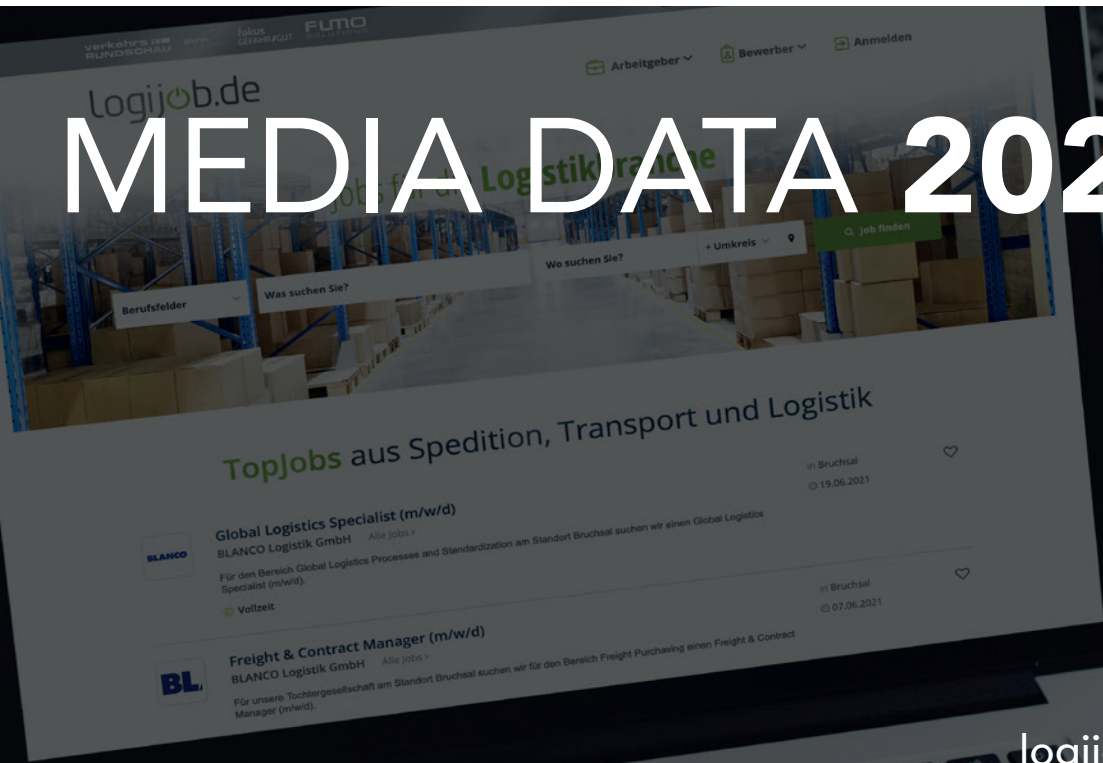 verkehrs
RUNDSCHAU
fokus
GEFAHR/GUT
FUMO
SOLUTIONS
logijob.de
Arbeitgeber
Bewerber
Anmelden
MEDIA DATA 202
Jobs für die Logistikbranche
Berufsfelder
Was suchen Sie?
Wo suchen Sie?
+ Umkreis
Job finden
TopJobs aus Spedition, Transport und Logistik
BLANCO
Global Logistics Specialist (m/w/d)
BLANCO Logistik GmbH Alle Jobs >
Für den Bereich Global Logistics Processes and Standardization am Standort Bruchsal suchen wir einen Global Logistics
Specialist (m/w/d).
Vollzeit
in Bruchsal
19.06.2021
BL
Freight & Contract Manager (m/w/d)
BLANCO Logistik GmbH Alle Jobs >
Für unsere Tochtergesellschaft am Standort Bruchsal suchen wir für den Bereich Freight Purchasing einen Freight & Contract
Manager (m/w/d).
in Bruchsal
07.06.2021
logij